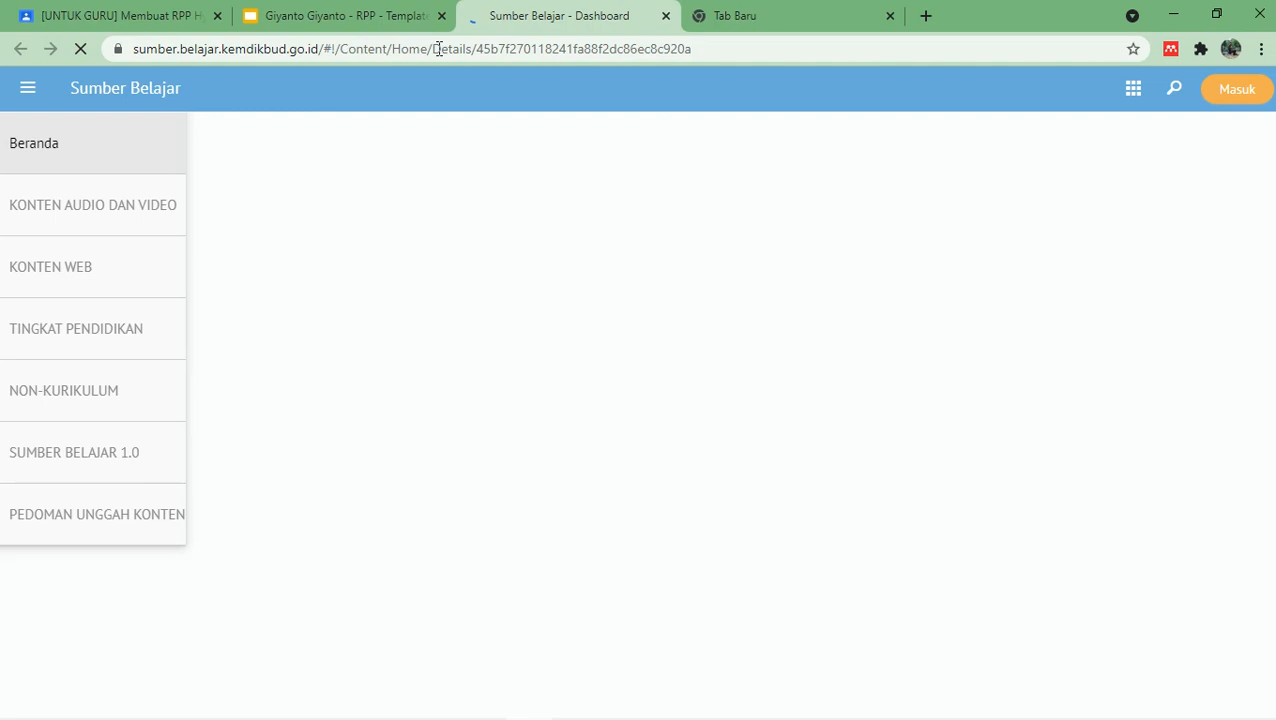 [UNTUK GURU] Membuat RPP Hy
Giyanto Giyanto - RPP - Template
Sumber Belajar - Dashboard
Tab Baru
sumber.belajar.kemdikbud.go.id/#!/Content/Home/Details/45b7f270118241fa88f2dc86ec8c920a
Sumber Belajar
Masuk
Beranda
KONTEN AUDIO DAN VIDEO
KONTEN WEB
TINGKAT PENDIDIKAN
NON-KURIKULUM
SUMBER BELAJAR 1.0
PEDOMAN UNGGAH KONTEN